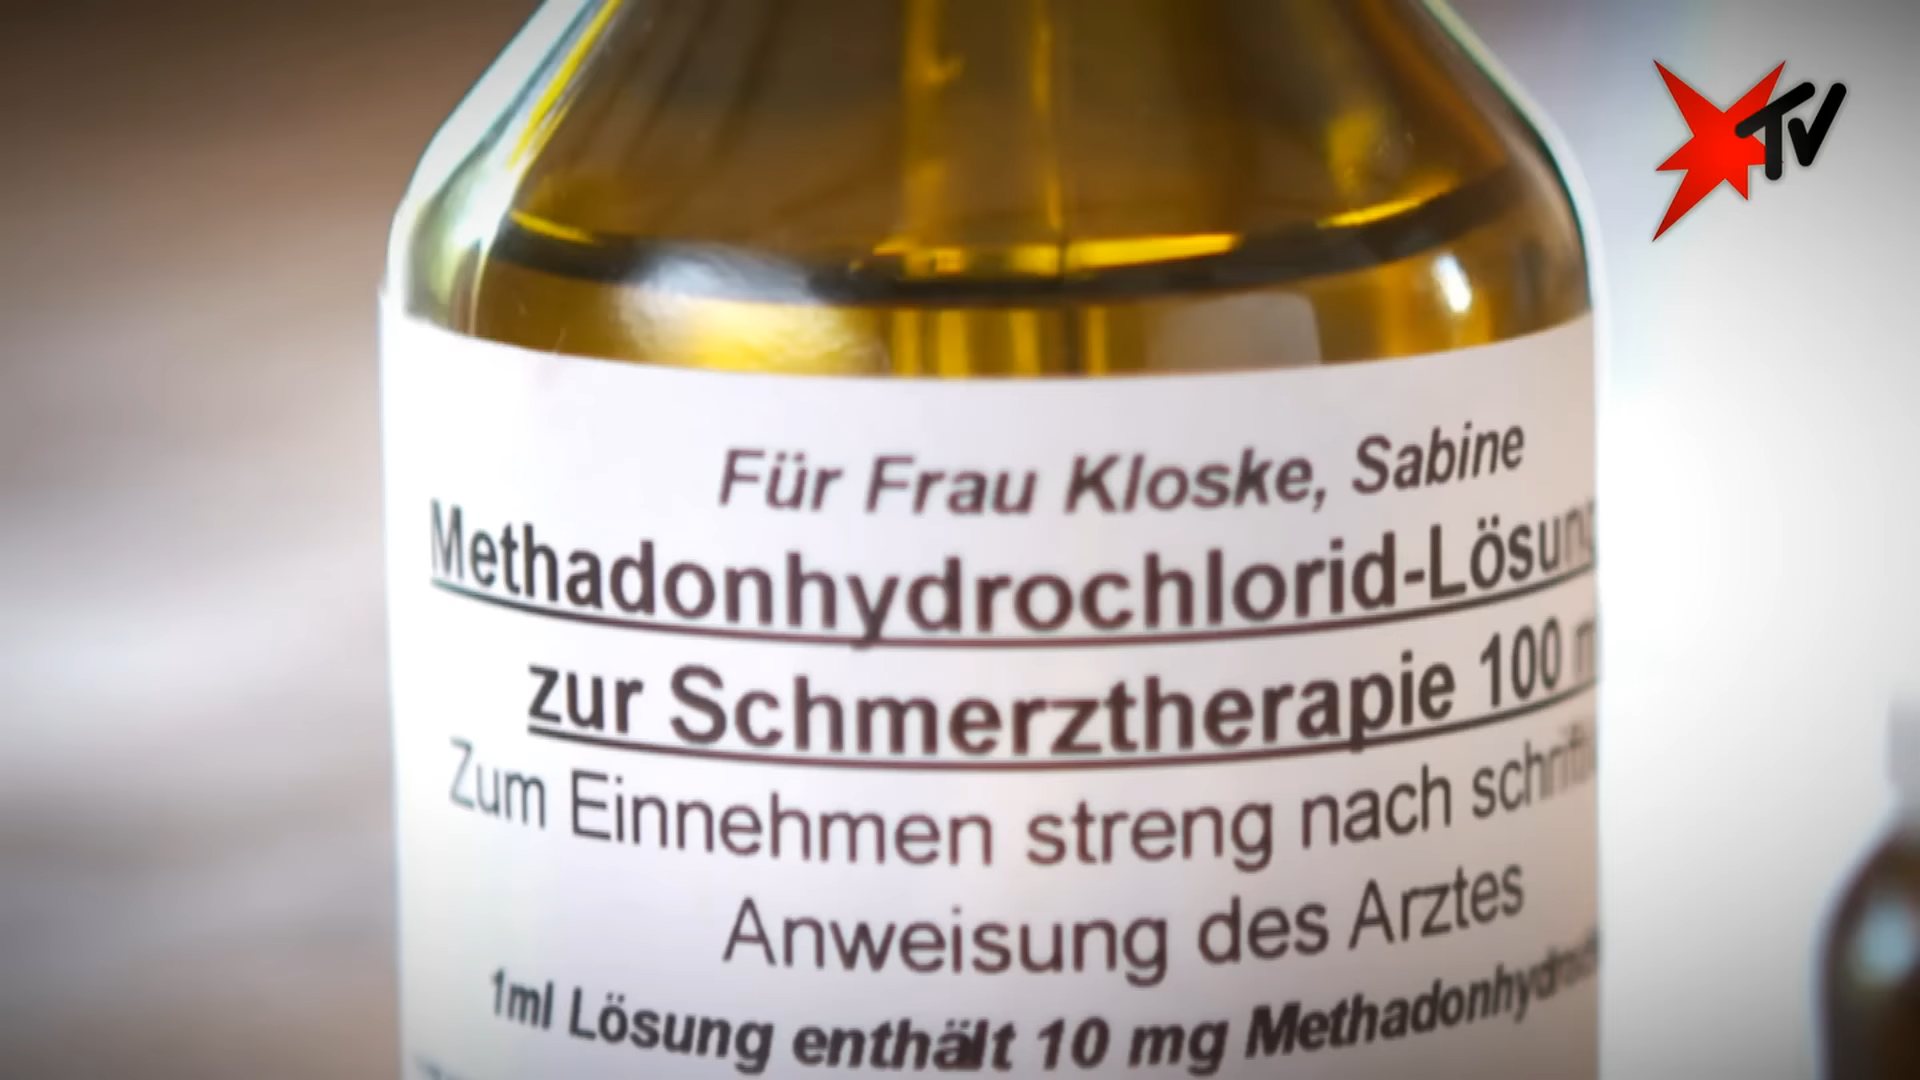 TV
Für Frau Kloske, Sabine
Methadonhydrochlorid-Lösung
zur Schmerztherapie 100
Zum Einnehmen streng nach
Anweisung des Arztes
1ml Lösung enthält 10 mg